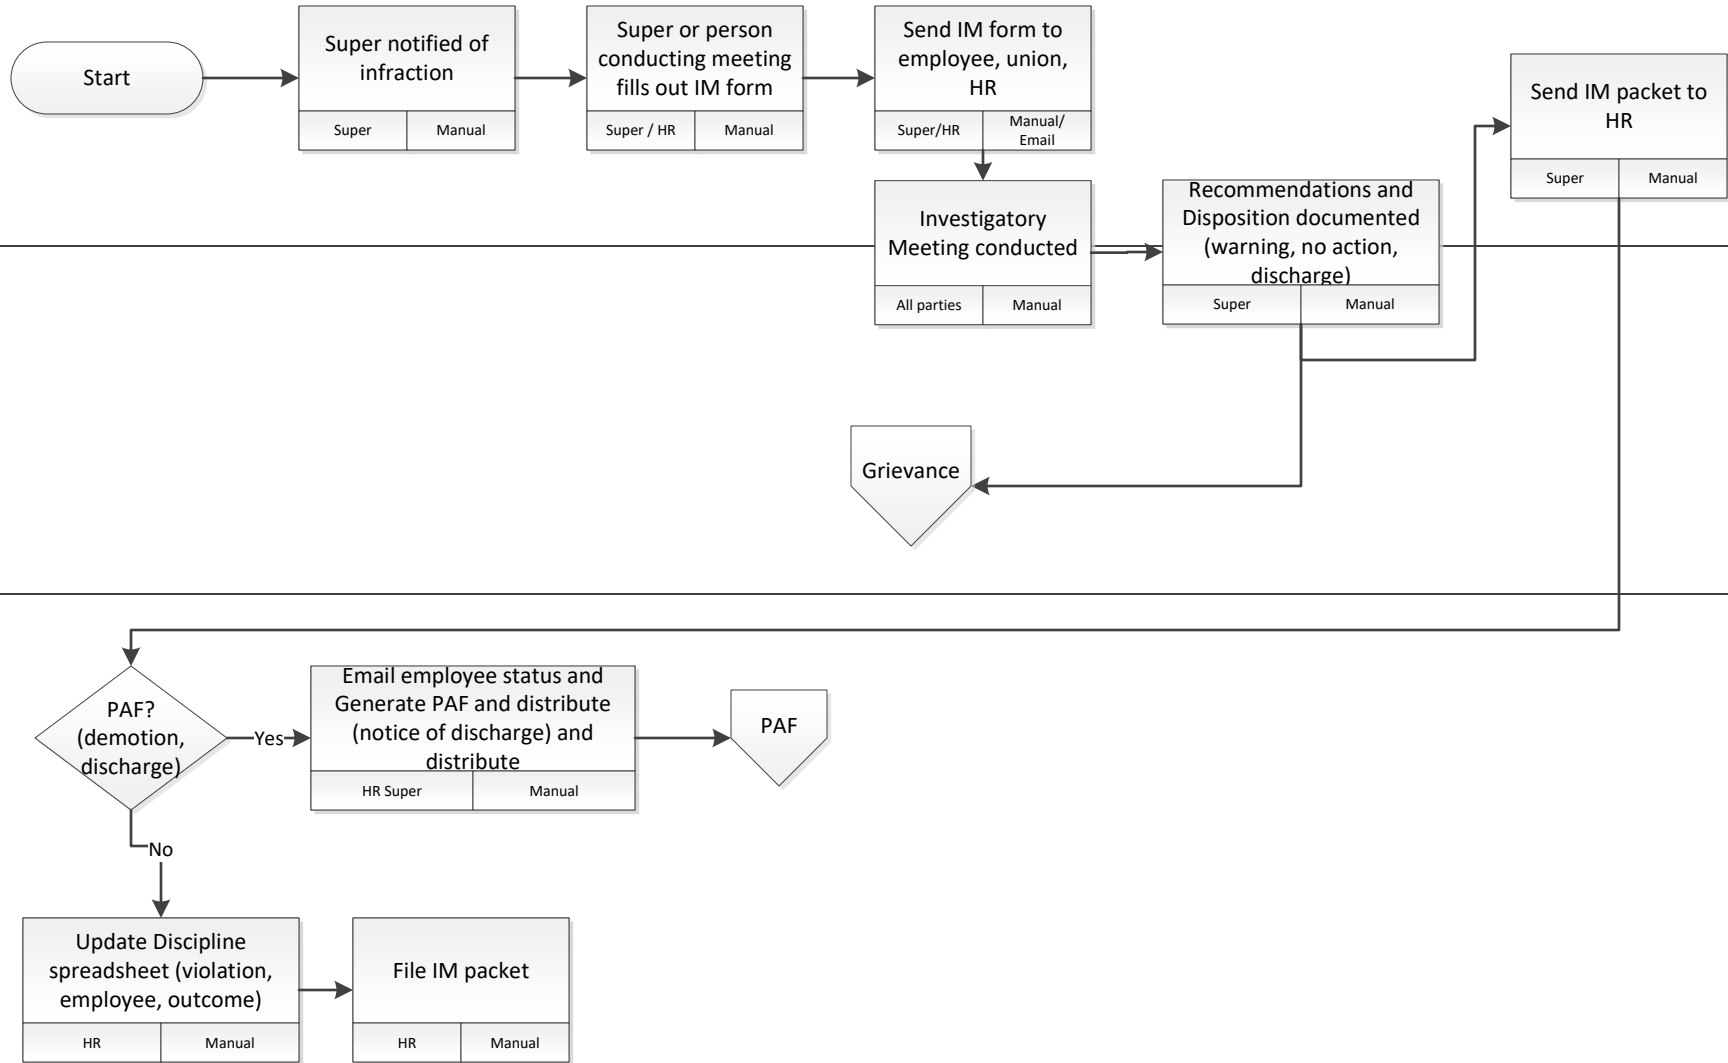 Start
Super notified of
infraction
Super
Manual
Super or person
conducting meeting
fills out IM form
Super / HR
Manual
Send IM form to
employee, union,
HR
Super/HR
Manual/
Email
Investigatory
Meeting conducted
All parties
Manual
Recommendations and
Disposition documented
(warning, no action,
discharge)
Super
Manual
Send IM packet to
HR
Super
Manual
Grievance
PAF?
(demotion,
discharge)
Yes
Email employee status and
Generate PAF and distribute
(notice of discharge) and
distribute
HR Super
Manual
PAF
No
Update Discipline
spreadsheet (violation,
employee, outcome)
HR
Manual
File IM packet
HR
Manual